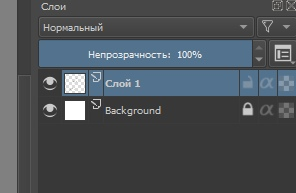 Слои
Нормальный
Непрозрачность: 100%
Слой 1
Background